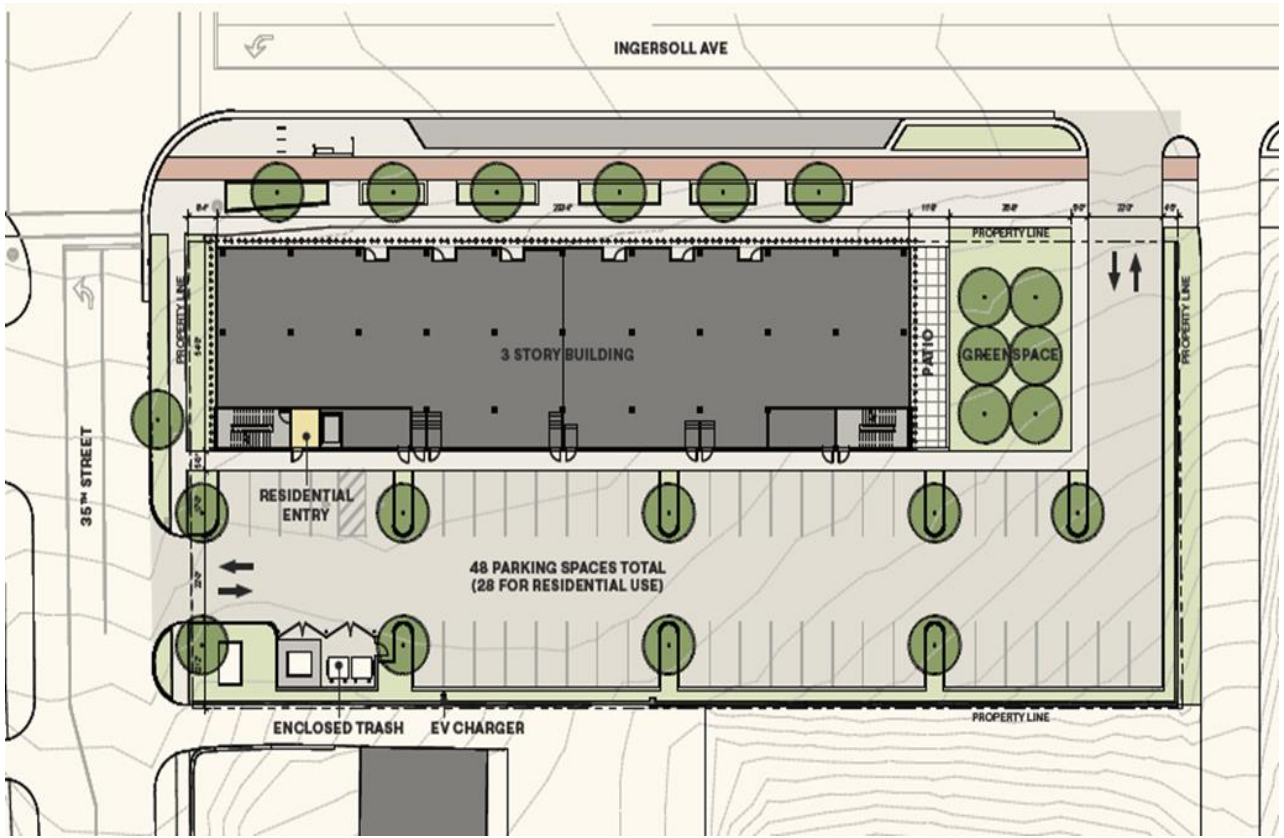 INGERSOLL AVE
PROPERTY LINE
PROPERTY LINE
PROPERTY LINE
3 STORY BUILDING
PATIO
GREENSPACE
35TH STREET
RESIDENTIAL
ENTRY
48 PARKING SPACES TOTAL
(28 FOR RESIDENTIAL USE)
ENCLOSED TRASH
EV CHARGER
PROPERTY LINE